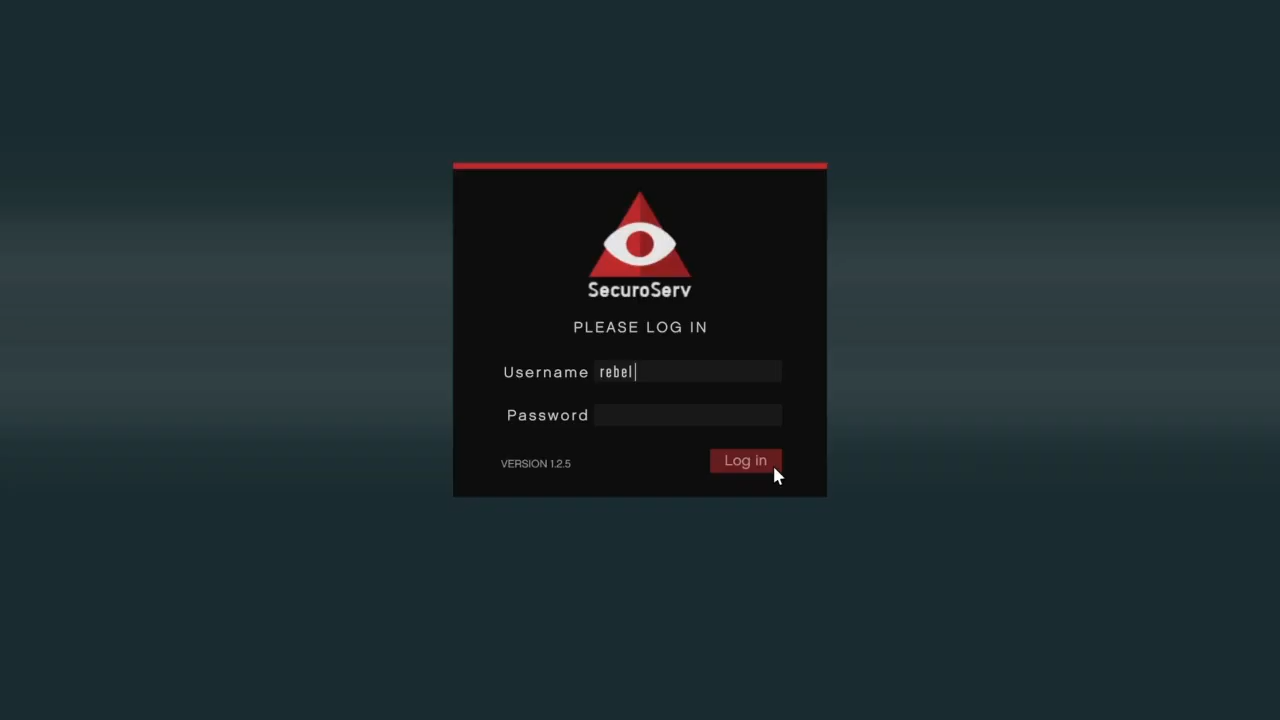 SecuroServ
PLEASE LOG IN
Username rebel
Password
VERSION 1.2.5 Log in